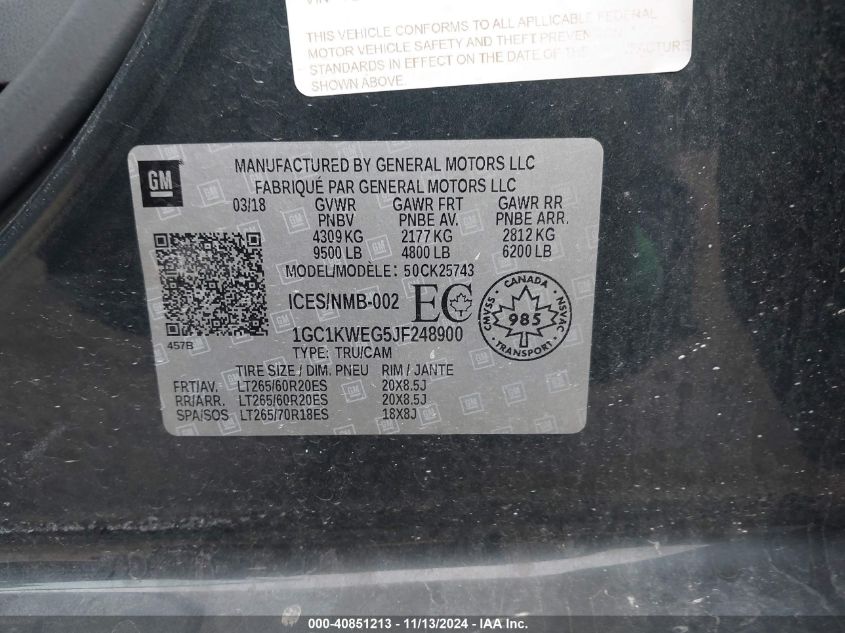 VIN
THIS VEHICLE CONFORMS TO ALL APPLICABLE FEDERAL
MOTOR VEHICLE SAFETY AND THEFT PREVENTION
STANDARDS IN EFFECT ON THE DATE OF MANUFACTURE
SHOWN ABOVE.
GM
MANUFACTURED BY GENERAL MOTORS LLC
FABRIQUÉ PAR GENERAL MOTORS LLC
03/18 GVWR GAWR FRT GAWR RR
PNBV PNBE AV. PNBE ARR.
4309 KG 2177 KG 2812 KG
9500 LB 4800 LB 6200 LB
MODEL/MODÈLE: 50CK25743
ICES/NMB-002 EC
CANADA
CMVSS 985 NSVAC
TRANSPORT
457B
1GC1KWEG5JF248900
TYPE: TRU/CAM
TIRE SIZE / DIM. PNEU RIM / JANTE
FRT/AV. LT265/60R20ES 20X8.5J
RR/ARR. LT265/60R20ES 20X8.5J
SPA/SOS LT265/70R18ES 18X8J
000-40851213 - 11/13/2024 - IAA Inc.